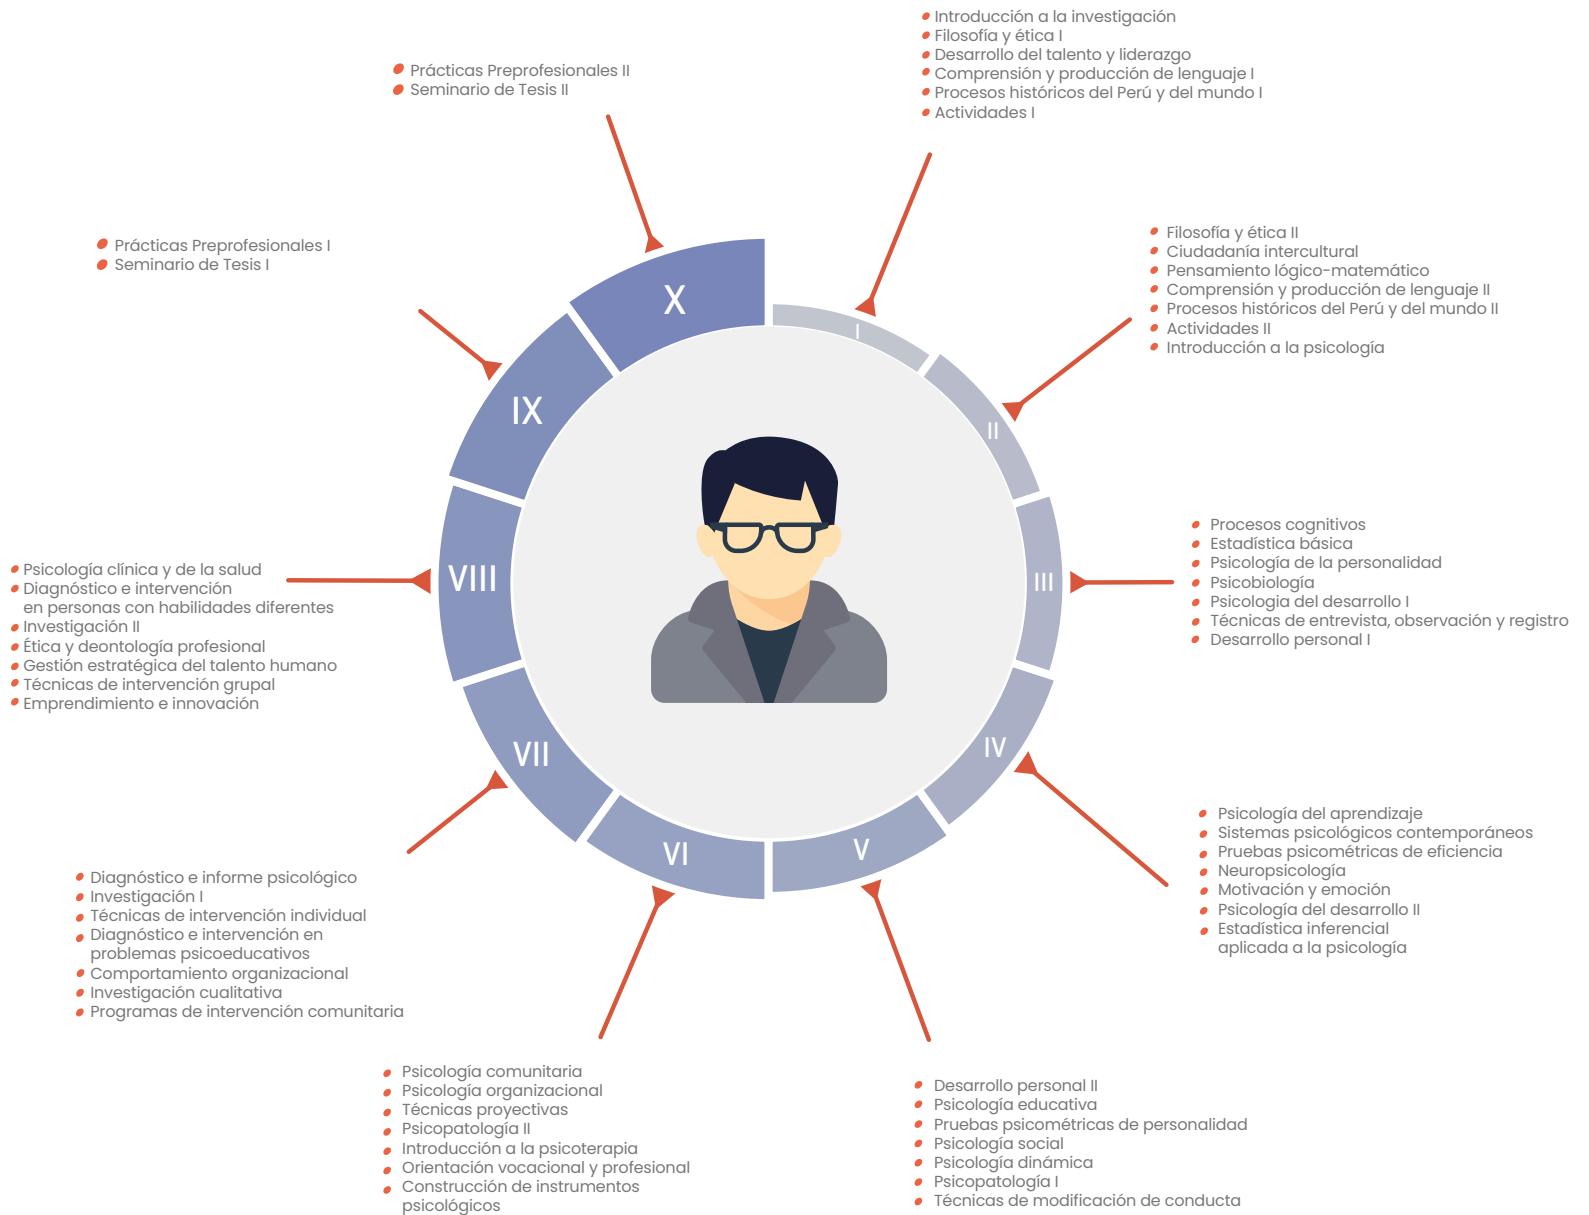 Introducción a la investigación
Filosofía y ética I
Desarrollo del talento y liderazgo
Comprensión y producción de lenguaje I
Procesos históricos del Perú y del mundo I
Actividades I
I
Filosofía y ética II
Ciudadanía intercultural
Pensamiento lógico-matemático
Comprensión y producción de lenguaje II
Procesos históricos del Perú y del mundo II
Actividades II
Introducción a la psicología
II
Procesos cognitivos
Estadística básica
Psicología de la personalidad
Psicobiología
Psicologia del desarrollo I
Técnicas de entrevista, observación y registro
Desarrollo personal I
III
Psicología del aprendizaje
Sistemas psicológicos contemporáneos
Pruebas psicométricas de eficiencia
Neuropsicología
Motivación y emoción
Psicología del desarrollo II
Estadística inferencial
aplicada a la psicología
IV
Desarrollo personal II
Psicología educativa
Pruebas psicométricas de personalidad
Psicología social
Psicología dinámica
Psicopatología I
Técnicas de modificación de conducta
V
Psicología comunitaria
Psicología organizacional
Técnicas proyectivas
Psicopatología II
Introducción a la psicoterapia
Orientación vocacional y profesional
Construcción de instrumentos
psicológicos
VI
Diagnóstico e informe psicológico
Investigación I
Técnicas de intervención individual
Diagnóstico e intervención en
problemas psicoeducativos
Comportamiento organizacional
Investigación cualitativa
Programas de intervención comunitaria
VII
Psicología clínica y de la salud
Diagnóstico e intervención
en personas con habilidades diferentes
Investigación II
Ética y deontología profesional
Gestión estratégica del talento humano
Técnicas de intervención grupal
Emprendimiento e innovación
VIII
Prácticas Preprofesionales I
Seminario de Tesis I
IX
Prácticas Preprofesionales II
Seminario de Tesis II
X